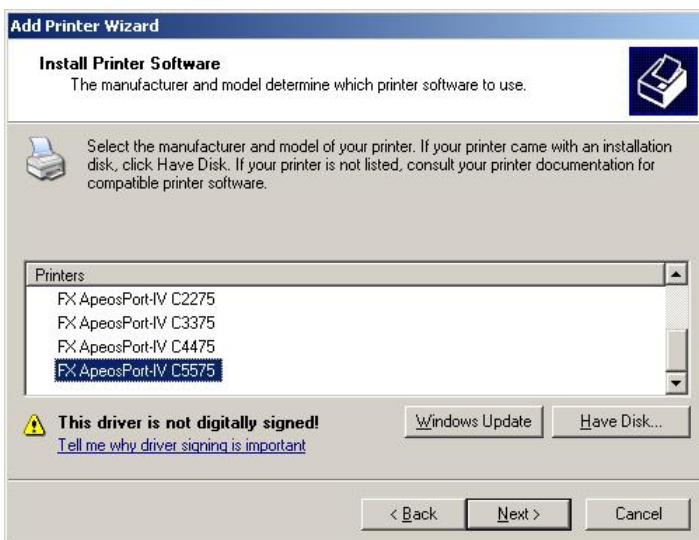 Add Printer Wizard
Install Printer Software
The manufacturer and model determine which printer software to use.
Select the manufacturer and model of your printer. If your printer came with an installation
disk, click Have Disk. If your printer is not listed, consult your printer documentation for
compatible printer software.
Printers
FX ApeosPort-IV C2275
FX ApeosPort-IV C3375
FX ApeosPort-IV C4475
FX ApeosPort-IV C5575
This driver is not digitally signed!
Tell me why driver signing is important
Windows Update
Have Disk...
< Back
Next >
Cancel